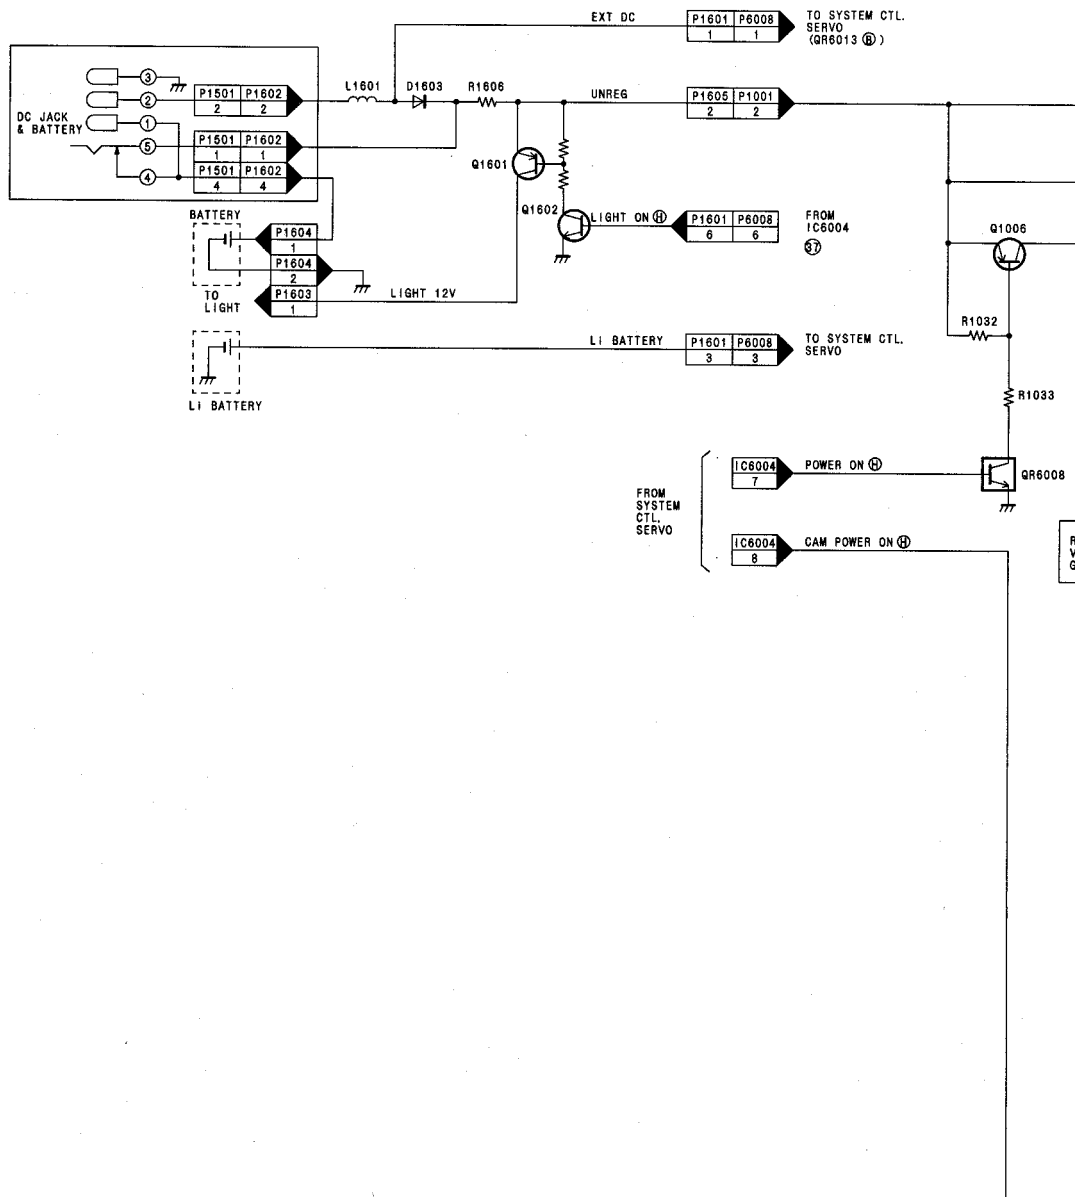 EXT DC
P1601 P6008
1 1
TO SYSTEM CTL.
SERVO
(QR6013 Ⓑ)
DC JACK
& BATTERY
3
2
1
5
4
P1501 P1602
2 2
P1501 P1602
1 1
P1501 P1602
4 4
L1601
D1603
R1606
UNREG
P1605 P1001
2 2
Q1601
Q1602
LIGHT ON Ⓗ
P1601 P6008
6 6
FROM
IC6004
37
Q1006
BATTERY
P1604
1
P1604
2
P1603
1
TO
LIGHT
LIGHT 12V
R1032
Li BATTERY
P1601 P6008
3 3
TO SYSTEM CTL.
SERVO
Li BATTERY
R1033
FROM
SYSTEM
CTL.
SERVO
IC6004
7
POWER ON Ⓗ
QR6008
IC6004
8
CAM POWER ON Ⓗ
R
V
G